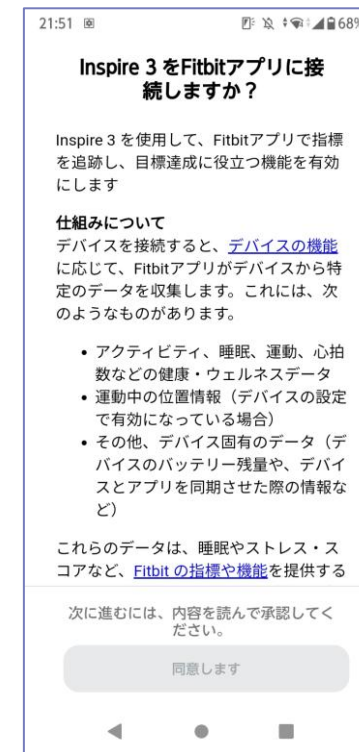 21:51 68%
Inspire 3 をFitbitアプリに接
続しますか？
Inspire 3 を使用して、Fitbitアプリで指標
を追跡し、目標達成に役立つ機能を有効
にします
仕組みについて
デバイスを接続すると、デバイスの機能
に応じて、Fitbitアプリがデバイスから特
定のデータを収集します。これには、次
のようなものがあります。
• アクティビティ、睡眠、運動、心拍
数などの健康・ウェルネスデータ
• 運動中の位置情報（デバイスの設定
で有効になっている場合）
• その他、デバイス固有のデータ（デ
バイスのバッテリー残量や、デバイ
スとアプリを同期させた際の情報な
ど）
これらのデータは、睡眠やストレス・ス
コアなど、Fitbit の指標や機能を提供する
次に進むには、内容を読んで承認してく
ださい。
同意します